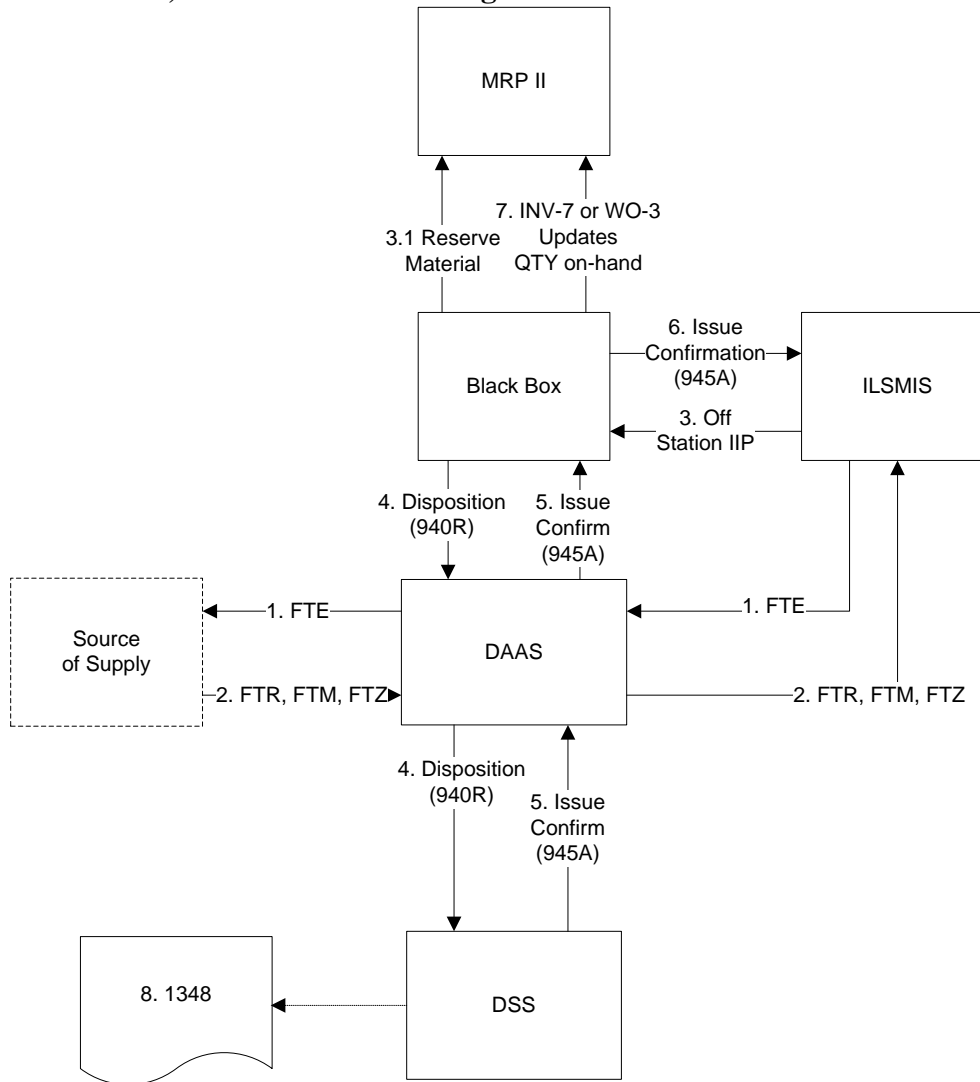 MRP II
3.1 Reserve
Material
7. INV-7 or WO-3
Updates
QTY on-hand
Black Box
6. Issue
Confirmation
(945A)
3. Off
Station IIP
ILSMIS
4. Disposition
(940R)
5. Issue
Confirm
(945A)
Source
of Supply
1. FTE
DAAS
1. FTE
2. FTR, FTM, FTZ
2. FTR, FTM, FTZ
4. Disposition
(940R)
5. Issue
Confirm
(945A)
8. 1348
DSS